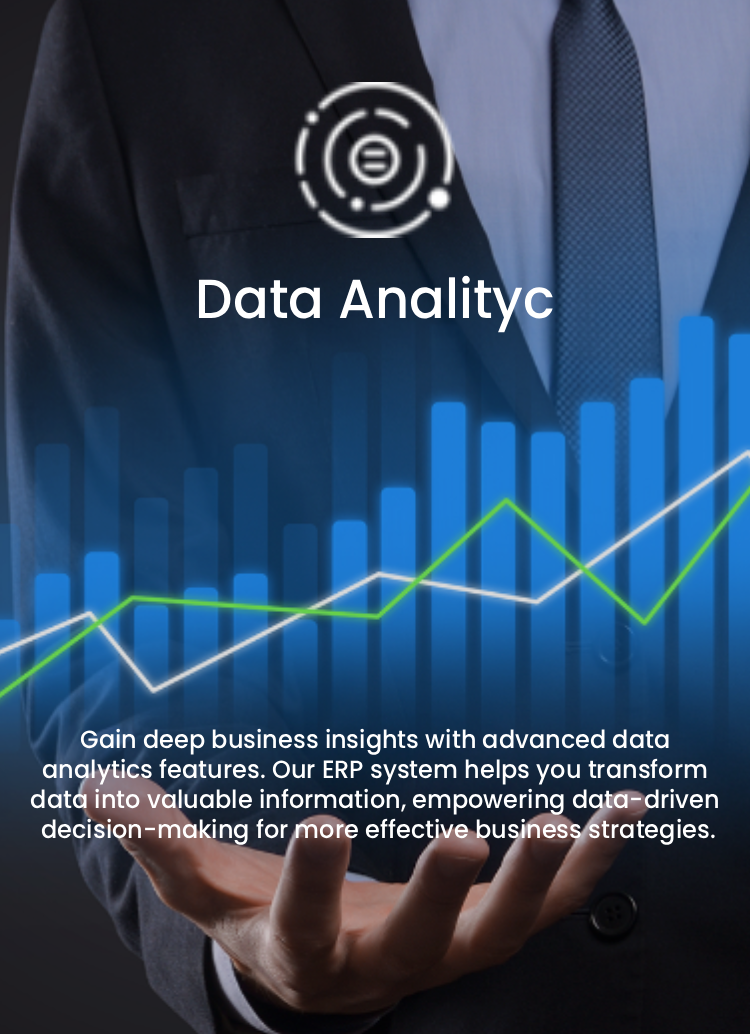 Data Analityc
Gain deep business insights with advanced data
analytics features. Our ERP system helps you transform
data into valuable information, empowering data-driven
decision-making for more effective business strategies.